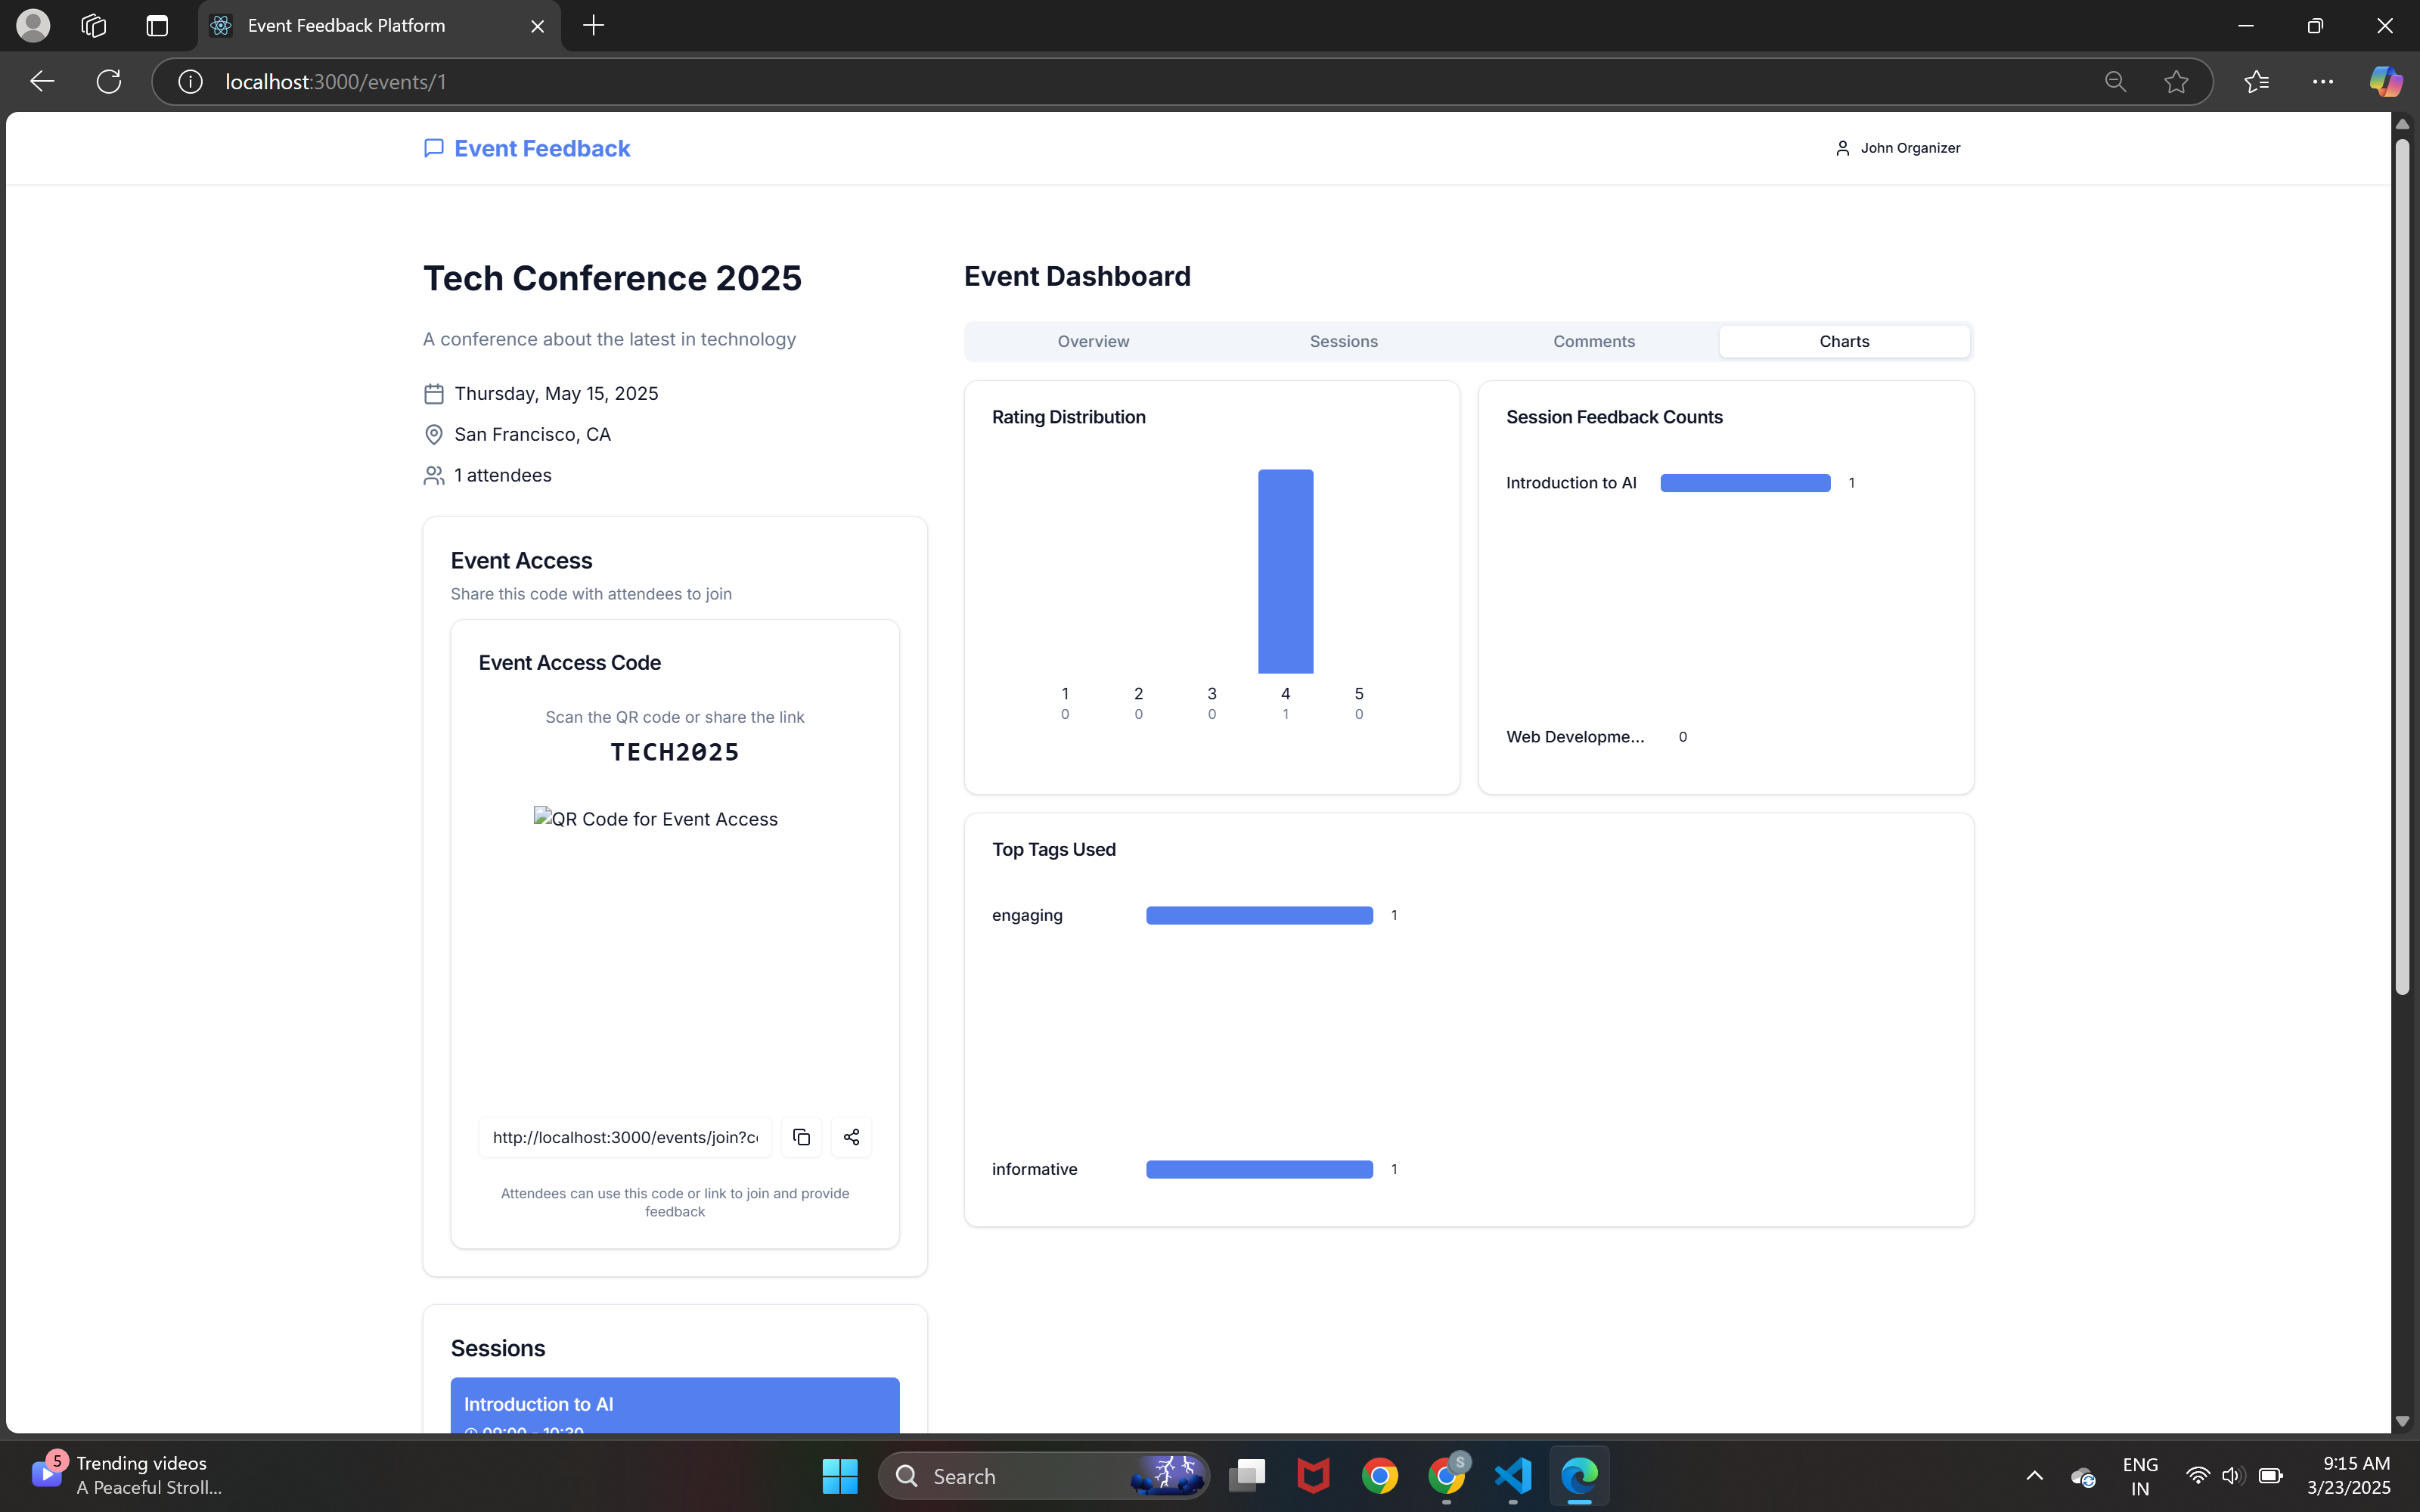 Event Feedback Platform
localhost:3000/events/1
Event Feedback
John Organizer
Tech Conference 2025
A conference about the latest in technology
Thursday, May 15, 2025
San Francisco, CA
1 attendees
Event Access
Share this code with attendees to join
Event Access Code
Scan the QR code or share the link
TECH2025
QR Code for Event Access
http://localhost:3000/events/join?c
Attendees can use this code or link to join and provide
feedback
Sessions
Introduction to AI
09:00 - 10:30
Event Dashboard
Overview Sessions Comments Charts
Rating Distribution
1 2 3 4 5
0 0 0 1 0
Session Feedback Counts
Introduction to AI 1
Web Developme... 0
Top Tags Used
engaging 1
informative 1
5
Trending videos
A Peaceful Stroll...
Search
S
ENG
IN
9:15 AM
3/23/2025